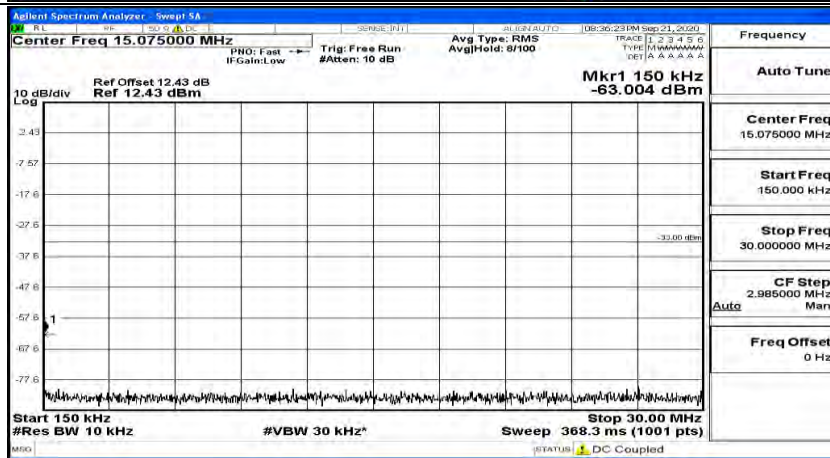 Agilent Spectrum Analyzer - Swept SA
RL RF 50 Ω DC SENSE:INT ALIGN AUTO 08:36:23 PM Sep 21, 2020
Center Freq 15.075000 MHz
PNO: Fast
IFGain:Low
Trig: Free Run
#Atten: 10 dB
Avg Type: RMS
Avg|Hold: 8/100
TRACE 1 2 3 4 5 6
TYPE M
DET A A A A A A
Ref Offset 12.43 dB
10 dB/div Ref 12.43 dBm
Log
Mkr1 150 kHz
-63.004 dBm
2.43
-7.57
-17.6
-27.6
-33.00 dBm
-37.6
-47.6
-57.6
1
-67.6
-77.6
Start 150 kHz
Stop 30.00 MHz
#Res BW 10 kHz #VBW 30 kHz* Sweep 368.3 ms (1001 pts)
MSG STATUS DC Coupled
Frequency
Auto Tune
Center Freq
15.075000 MHz
Start Freq
150.000 kHz
Stop Freq
30.000000 MHz
CF Step
2.985000 MHz
Auto Man
Freq Offset
0 Hz